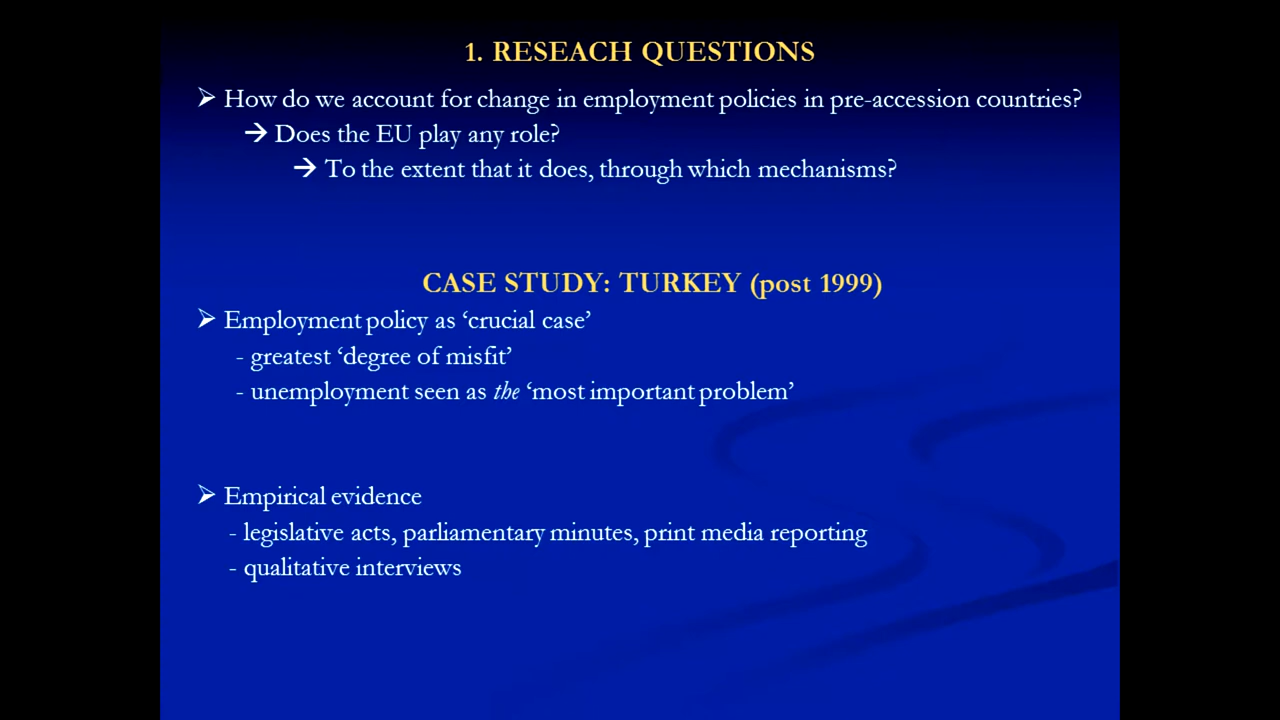 1. RESEACH QUESTIONS
➢ How do we account for change in employment policies in pre-accession countries?
→ Does the EU play any role?
→ To the extent that it does, through which mechanisms?
CASE STUDY: TURKEY (post 1999)
➢ Employment policy as ‘crucial case’
- greatest ‘degree of misfit’
- unemployment seen as the ‘most important problem’
➢ Empirical evidence
- legislative acts, parliamentary minutes, print media reporting
- qualitative interviews